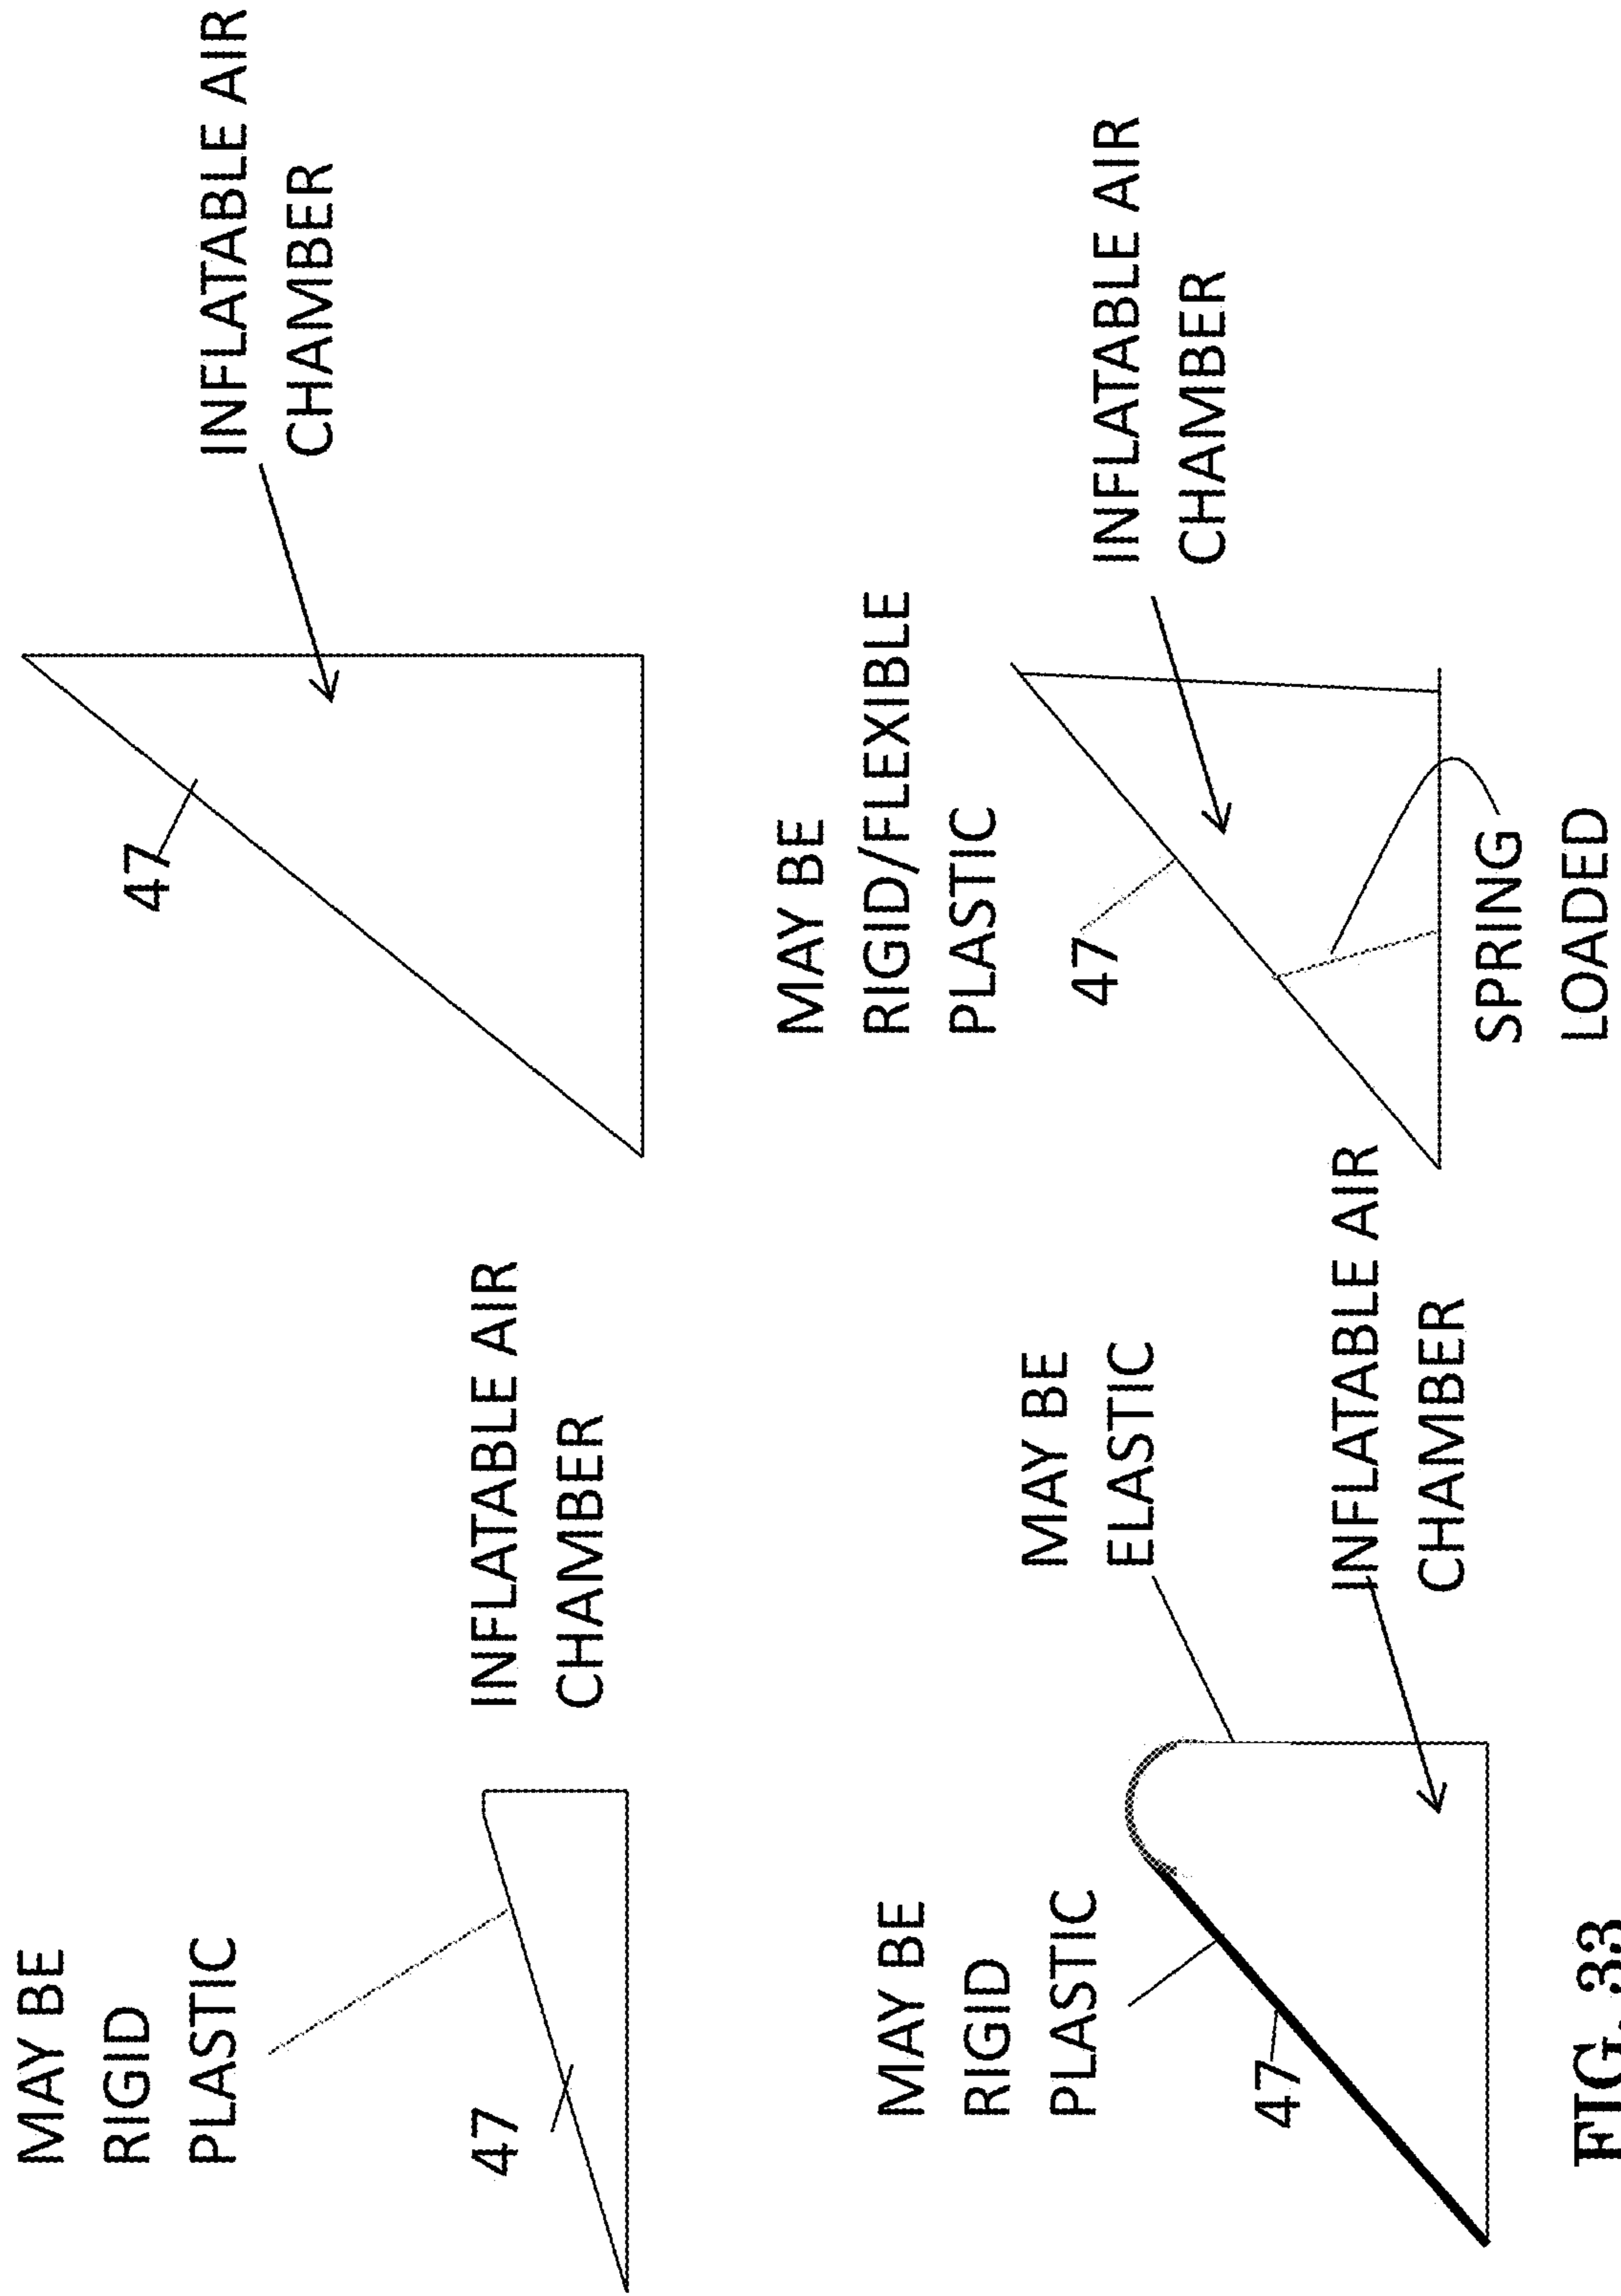 MAY BE
RIGID
PLASTIC
47
INFLATABLE AIR
CHAMBER
47
INFLATABLE AIR
CHAMBER
MAY BE
RIGID
PLASTIC
47
MAY BE
ELASTIC
INFLATABLE AIR
CHAMBER
MAY BE
RIGID/FLEXIBLE
PLASTIC
47
INFLATABLE AIR
CHAMBER
SPRING
LOADED
FIG. 33